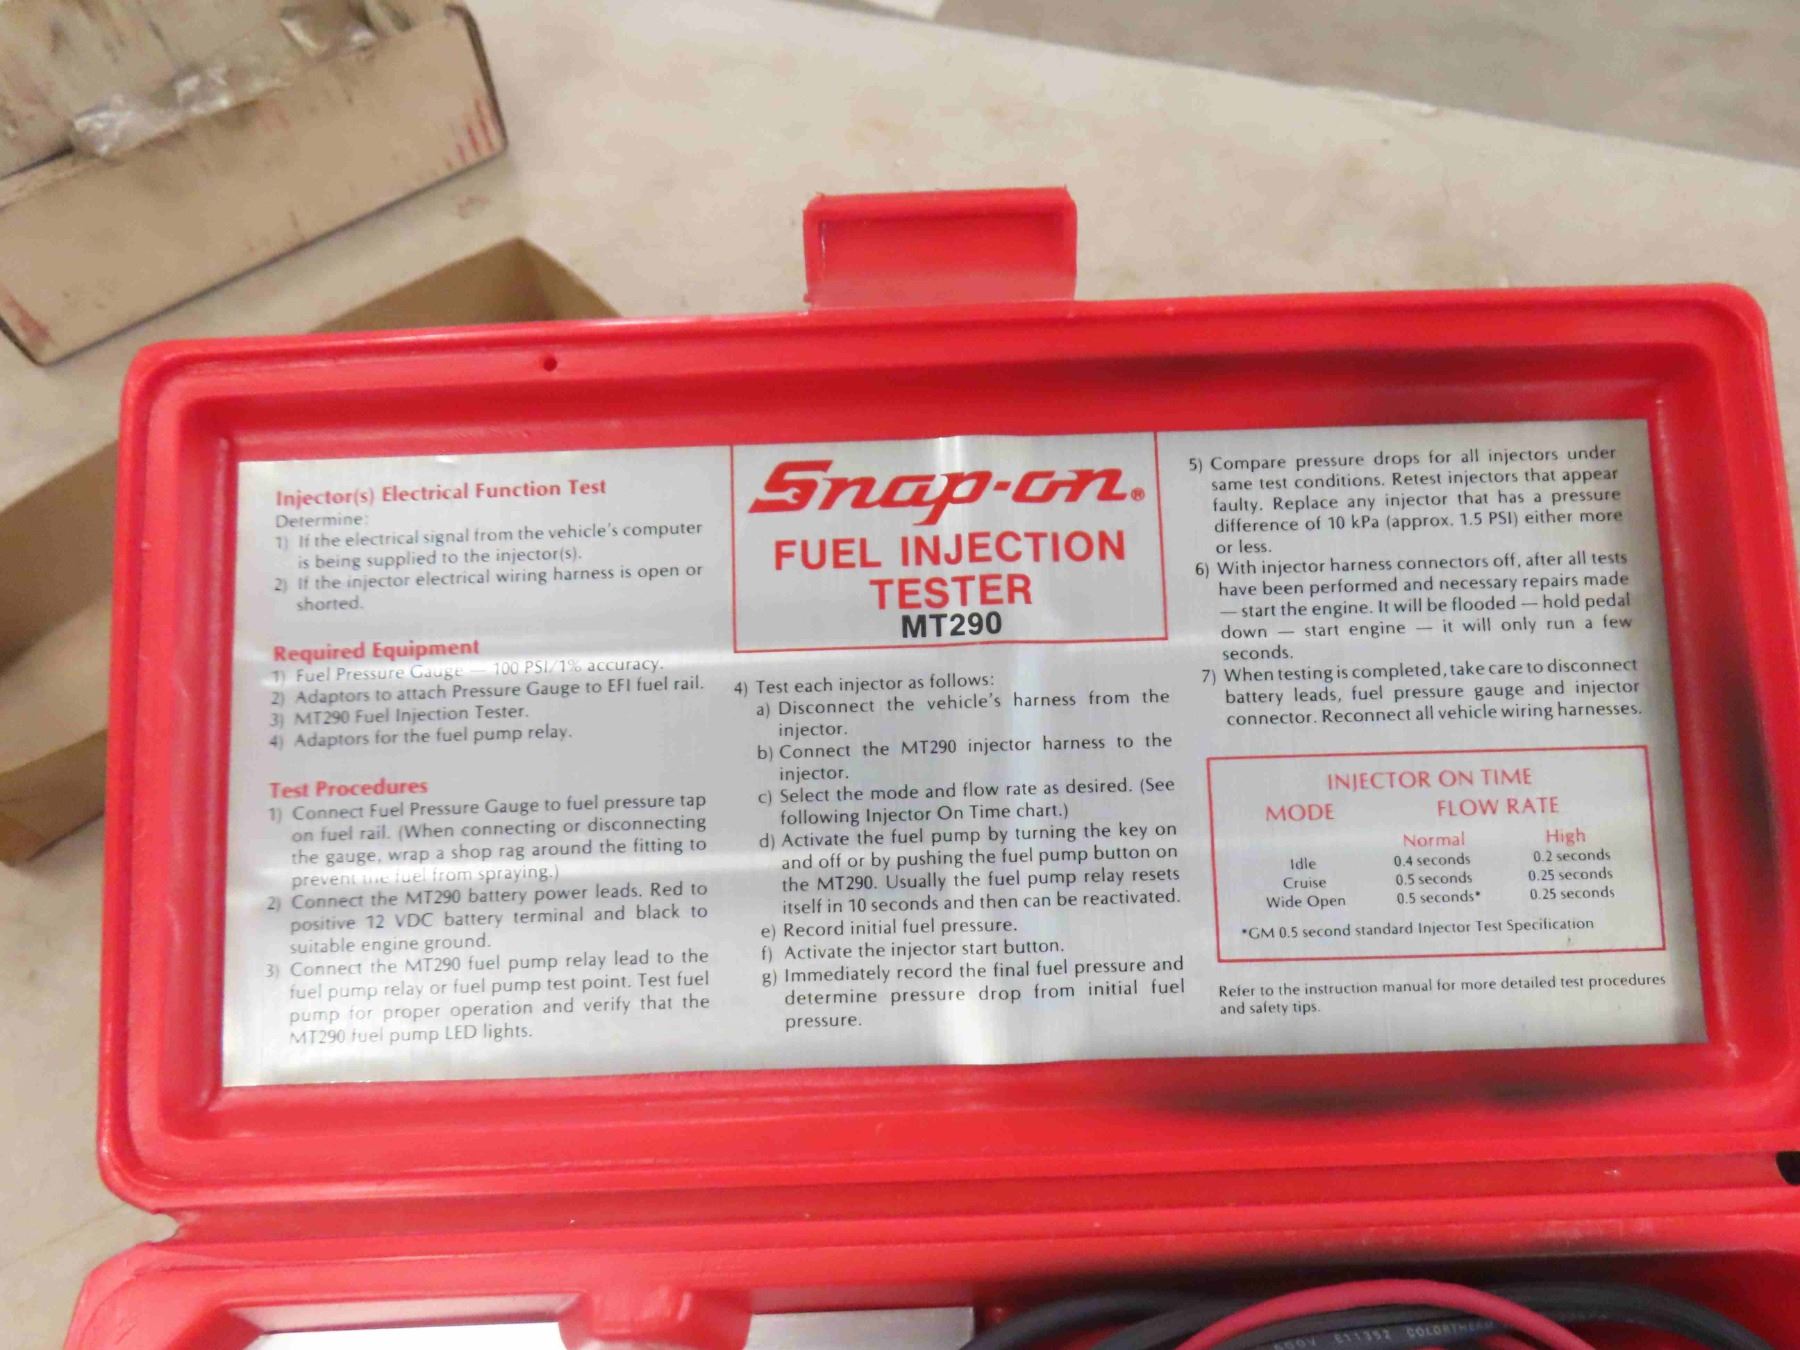 Injector(s) Electrical Function Test
Determine:
1) If the electrical signal from the vehicle's computer
is being supplied to the injector(s).
2) If the injector electrical wiring harness is open or
shorted.
Required Equipment
1) Fuel Pressure Gauge — 100 PSI/1% accuracy.
2) Adaptors to attach Pressure Gauge to EFI fuel rail.
3) MT290 Fuel Injection Tester.
4) Adaptors for the fuel pump relay.
Test Procedures
1) Connect Fuel Pressure Gauge to fuel pressure tap
on fuel rail. (When connecting or disconnecting
the gauge, wrap a shop rag around the fitting to
prevent the fuel from spraying.)
2) Connect the MT290 battery power leads. Red to
positive 12 VDC battery terminal and black to
suitable engine ground.
3) Connect the MT290 fuel pump relay lead to the
fuel pump relay or fuel pump test point. Test fuel
pump for proper operation and verify that the
MT290 fuel pump LED lights.
Snap-on®
FUEL INJECTION
TESTER
MT290
4) Test each injector as follows:
a) Disconnect the vehicle's harness from the
injector.
b) Connect the MT290 injector harness to the
injector.
c) Select the mode and flow rate as desired. (See
following Injector On Time chart.)
d) Activate the fuel pump by turning the key on
and off or by pushing the fuel pump button on
the MT290. Usually the fuel pump relay resets
itself in 10 seconds and then can be reactivated.
e) Record initial fuel pressure.
f) Activate the injector start button.
g) Immediately record the final fuel pressure and
determine pressure drop from initial fuel
pressure.
5) Compare pressure drops for all injectors under
same test conditions. Retest injectors that appear
faulty. Replace any injector that has a pressure
difference of 10 kPa (approx. 1.5 PSI) either more
or less.
6) With injector harness connectors off, after all tests
have been performed and necessary repairs made
— start the engine. It will be flooded — hold pedal
down — start engine — it will only run a few
seconds.
7) When testing is completed, take care to disconnect
battery leads, fuel pressure gauge and injector
connector. Reconnect all vehicle wiring harnesses.
INJECTOR ON TIME
MODE FLOW RATE
Normal High
Idle 0.4 seconds 0.2 seconds
Cruise 0.5 seconds 0.25 seconds
Wide Open 0.5 seconds* 0.25 seconds
*GM 0.5 second standard Injector Test Specification
Refer to the instruction manual for more detailed test procedures
and safety tips.
E11352